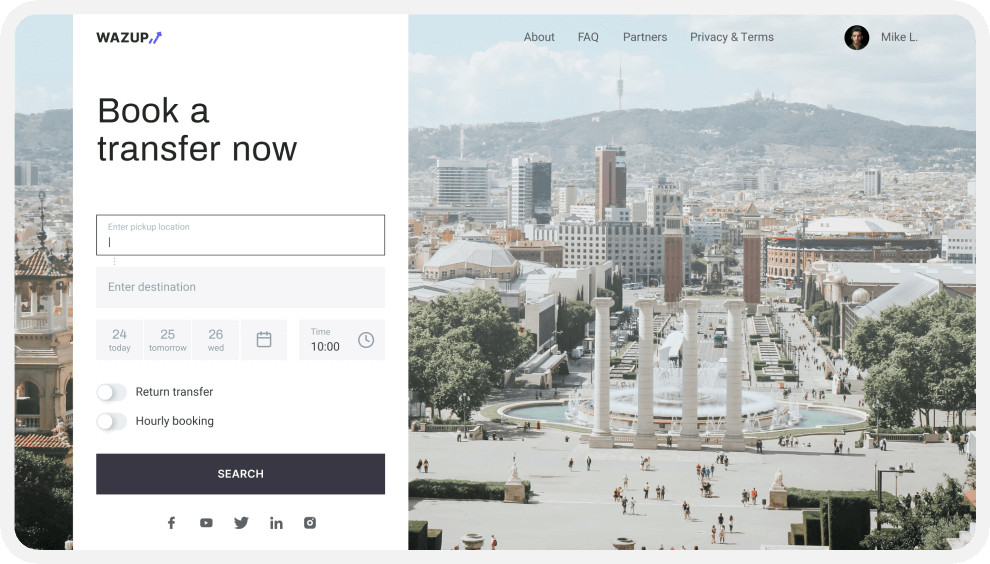 WAZUP
About FAQ Partners Privacy & Terms Mike L.
Book a
transfer now
Enter pickup location
Enter destination
24 25 26
today tomorrow wed
Time
10:00
Return transfer
Hourly booking
SEARCH